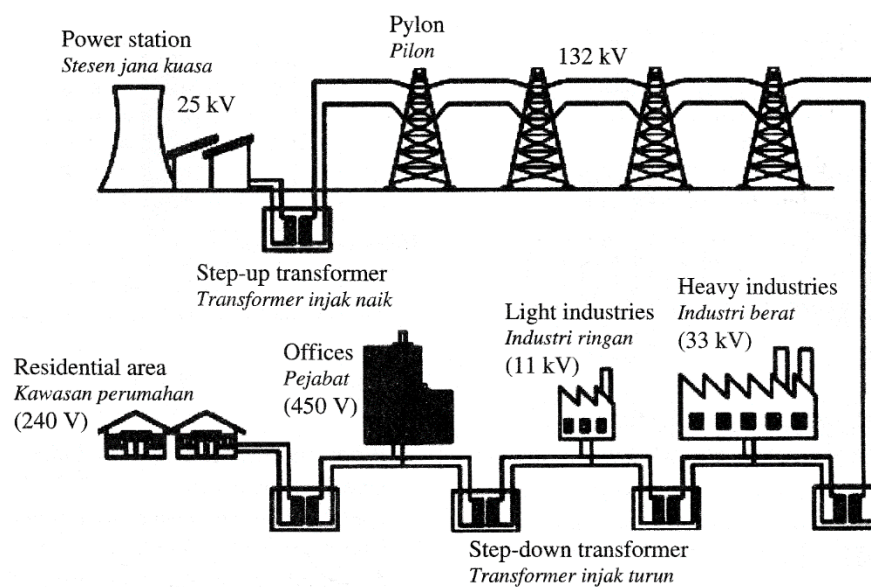 Power station
Stesen jana kuasa
25 kV
Pylon
Pilon
132 kV
Step-up transformer
Transformer injak naik
Residential area
Kawasan perumahan
(240 V)
Offices
Pejabat
(450 V)
Light industries
Industri ringan
(11 kV)
Heavy industries
Industri berat
(33 kV)
Step-down transformer
Transformer injak turun